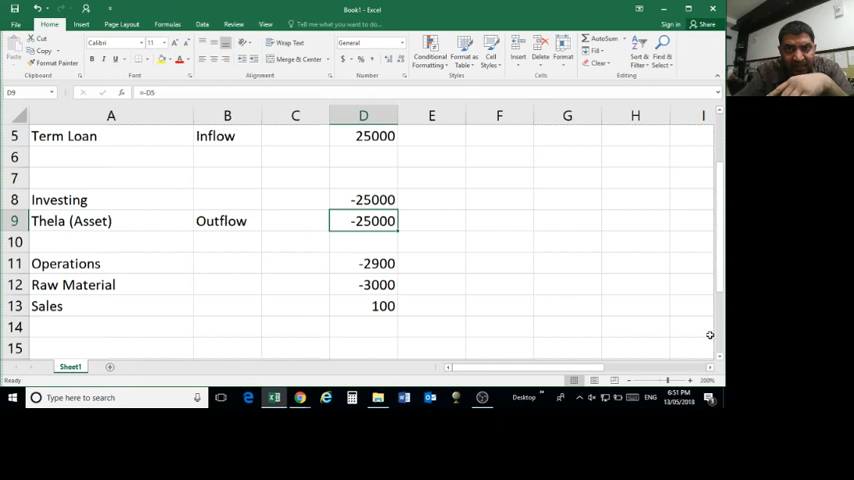 Book1 - Excel
Sign in
Share
File
Home
Insert
Page Layout
Formulas
Data
Review
View
Tell me what you want to do...
Cut
Copy
Format Painter
Paste
Clipboard
Calibri
11
Font
Wrap Text
Merge & Center
Alignment
General
Number
Conditional Formatting
Format as Table
Cell Styles
Styles
Insert
Delete
Format
Cells
AutoSum
Fill
Clear
Sort & Filter
Find & Select
Editing
D9
=-D5
A B C D E F G H I
5 Term Loan Inflow 25000
6
7
8 Investing -25000
9 Thela (Asset) Outflow -25000
10
11 Operations -2900
12 Raw Material -3000
13 Sales 100
14
15
Sheet1
Ready
200%
Type here to search
Desktop
ENG
6:51 PM
13/05/2018